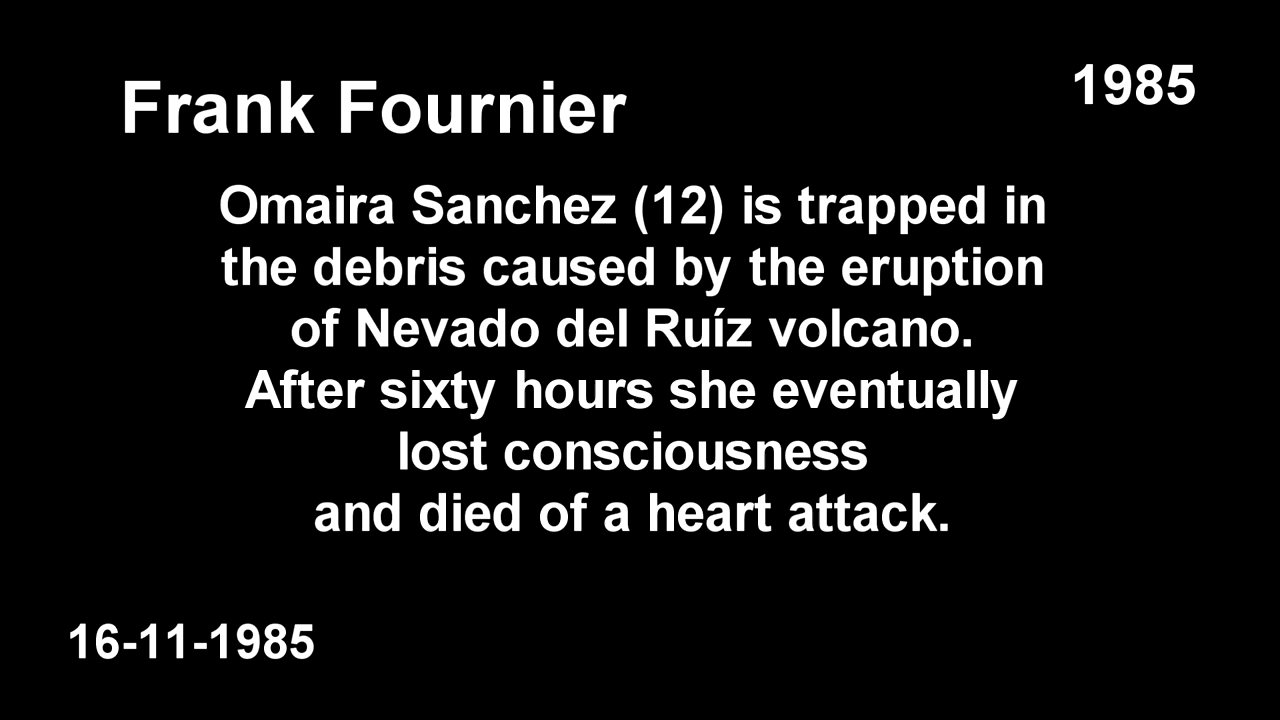 Frank Fournier
1985
Omaira Sanchez (12) is trapped in
the debris caused by the eruption
of Nevado del Ruíz volcano.
After sixty hours she eventually
lost consciousness
and died of a heart attack.
16-11-1985